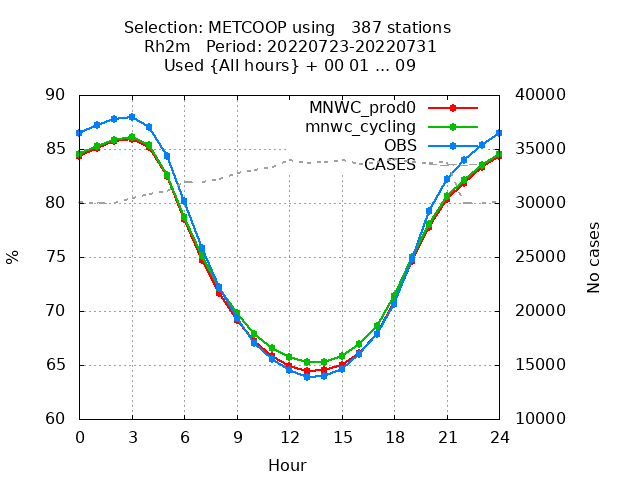 Selection: METCOOP using   387 stations
Rh2m   Period: 20220723-20220731
Used {All hours} + 00 01 ... 09
MNWC_prod0
mnwc_cycling
OBS
CASES
90
85
80
75
70
65
60
%
40000
35000
30000
25000
20000
15000
10000
No cases
0 3 6 9 12 15 18 21 24
Hour